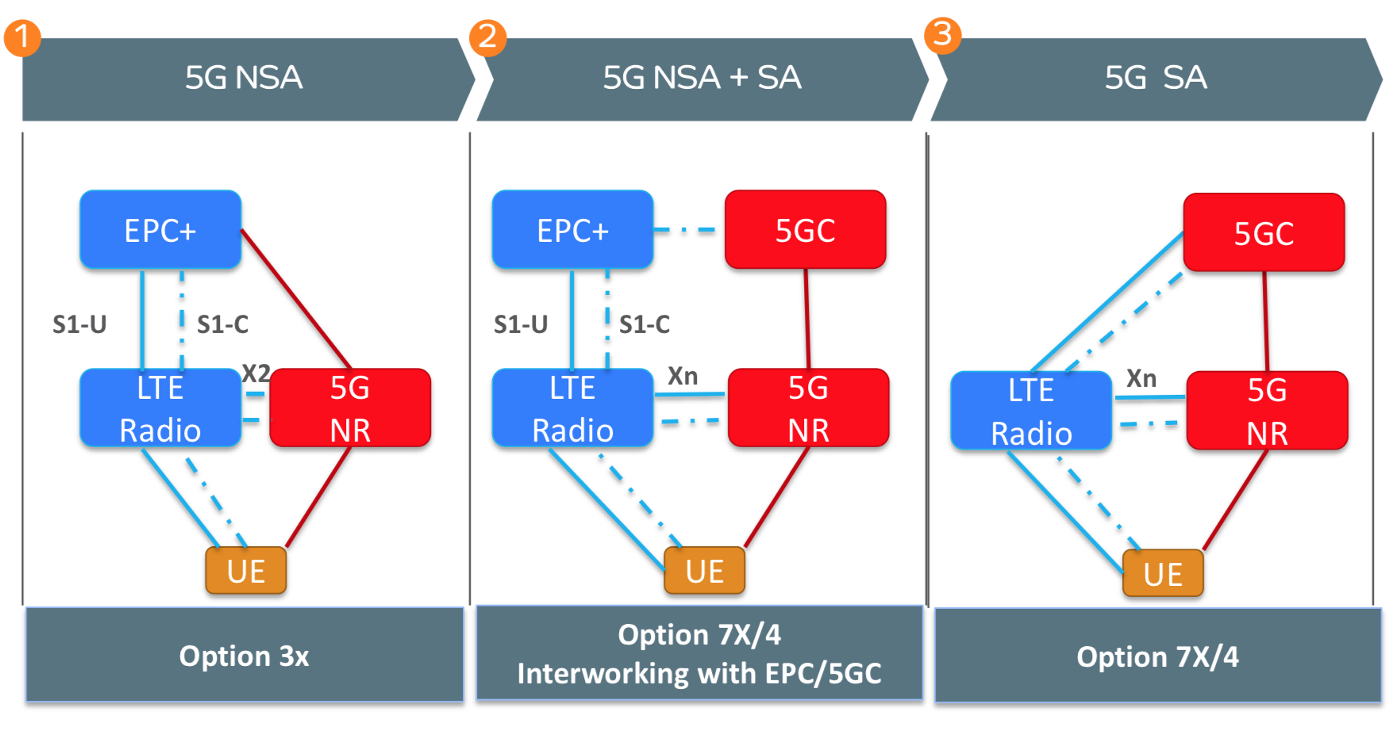 1
5G NSA
2
5G NSA + SA
3
5G SA
EPC+
S1-U
S1-C
X2
LTE
Radio
5G
NR
UE
Option 3x
EPC+
5GC
S1-U
S1-C
Xn
LTE
Radio
5G
NR
UE
Option 7X/4
Interworking with EPC/5GC
5GC
Xn
LTE
Radio
5G
NR
UE
Option 7X/4